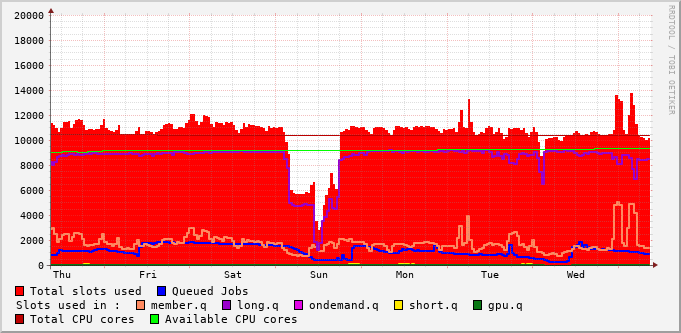 20000
18000
16000
14000
12000
10000
8000
6000
4000
2000
0
Thu Fri Sat Sun Mon Tue Wed
Total slots used Queued Jobs
Slots used in : member.q long.q ondemand.q short.q gpu.q
Total CPU cores Available CPU cores
RRDTOOL / TOBI OETIKER